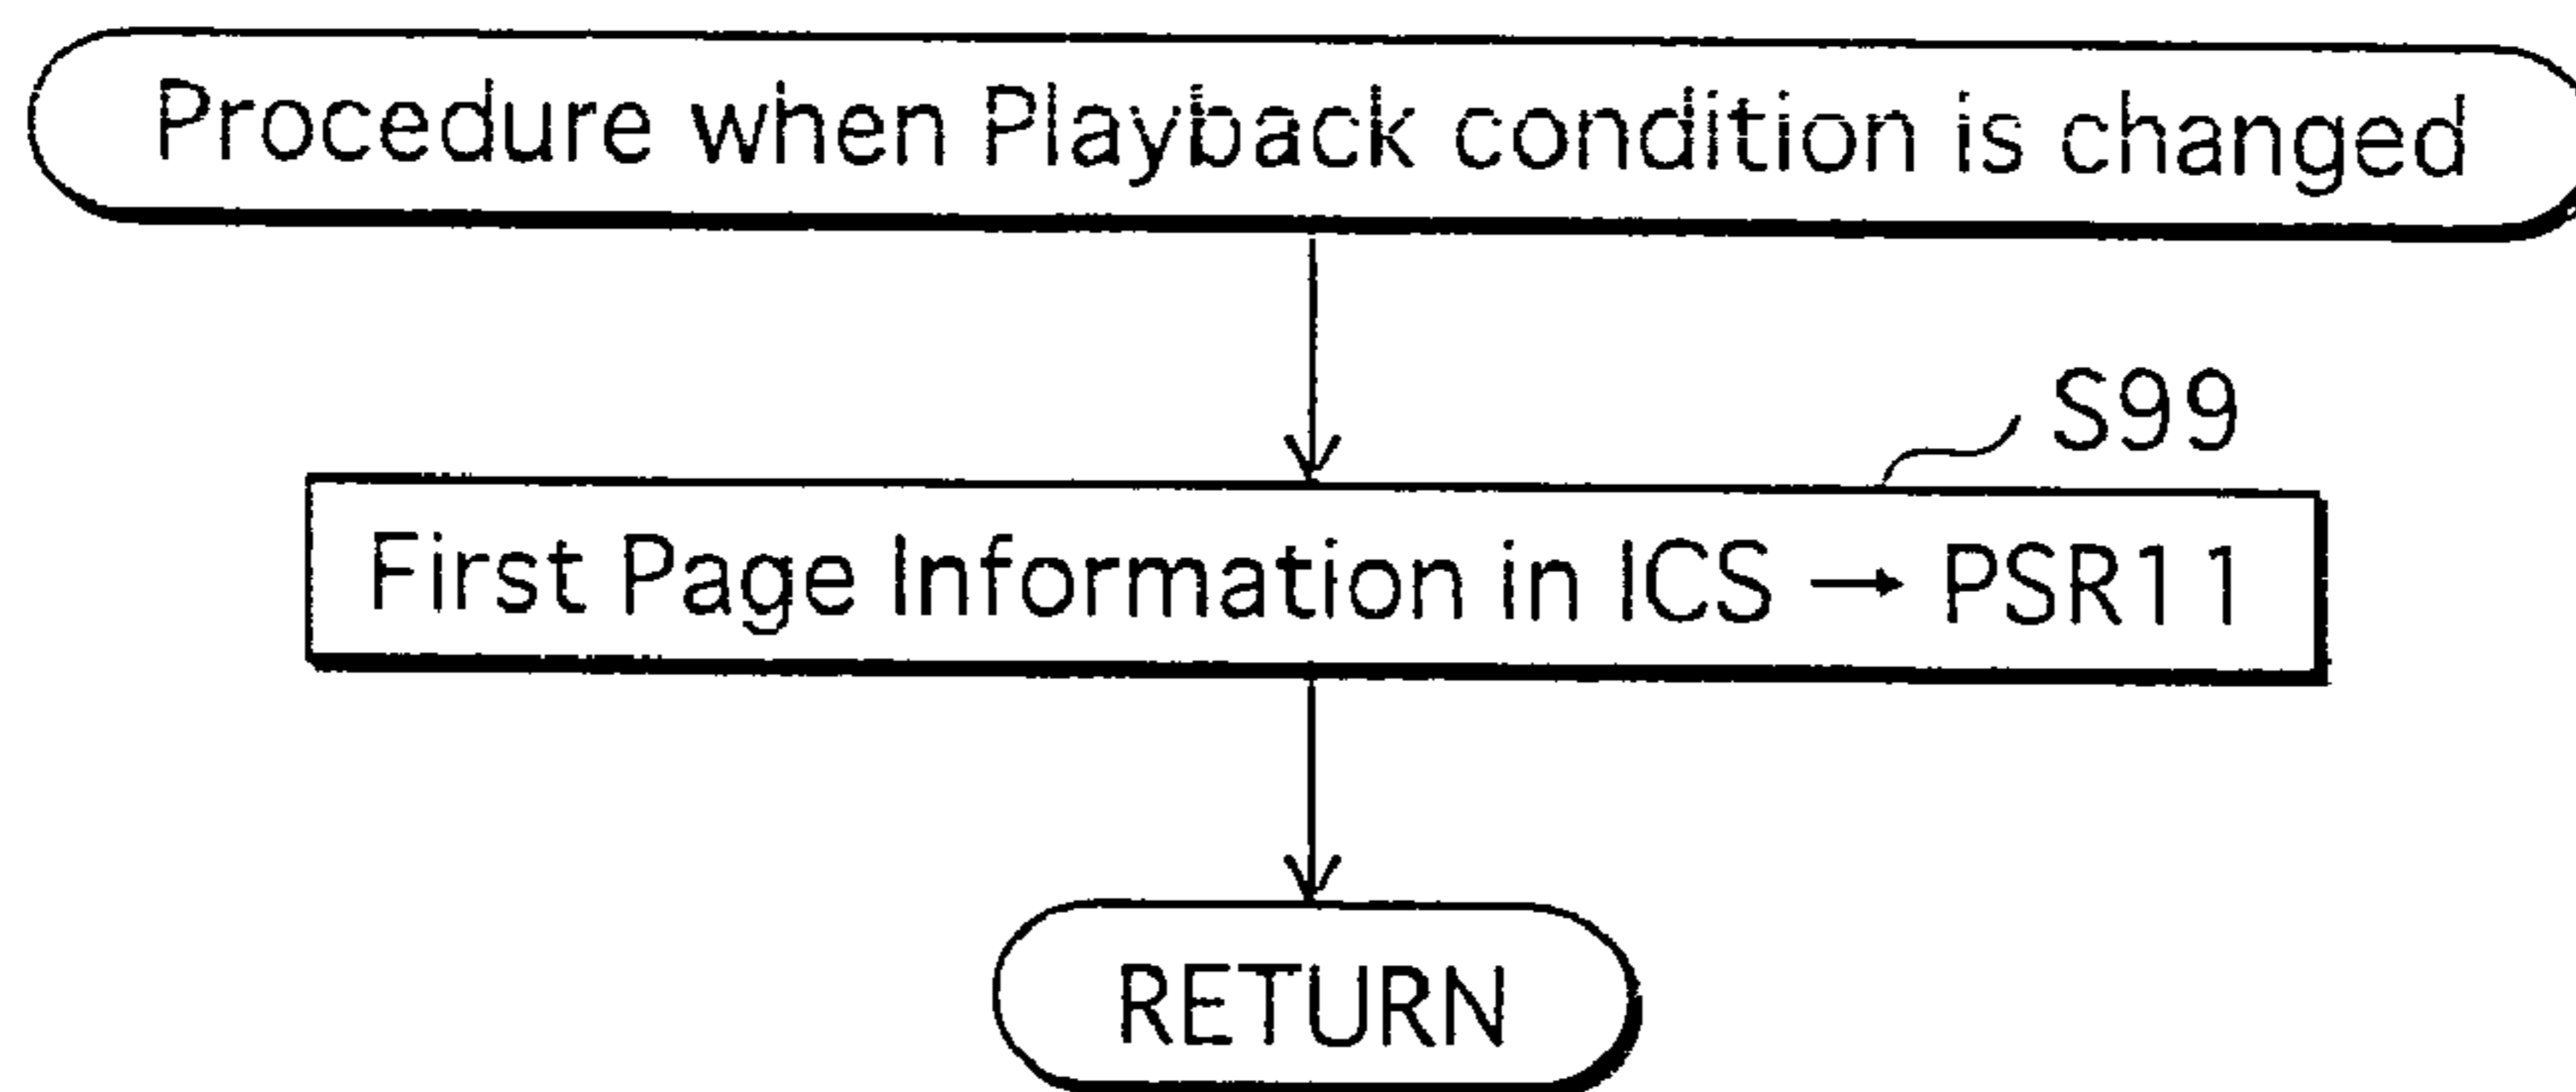 Procedure when Playback condition is changed
S99
First Page Information in ICS → PSR11
RETURN